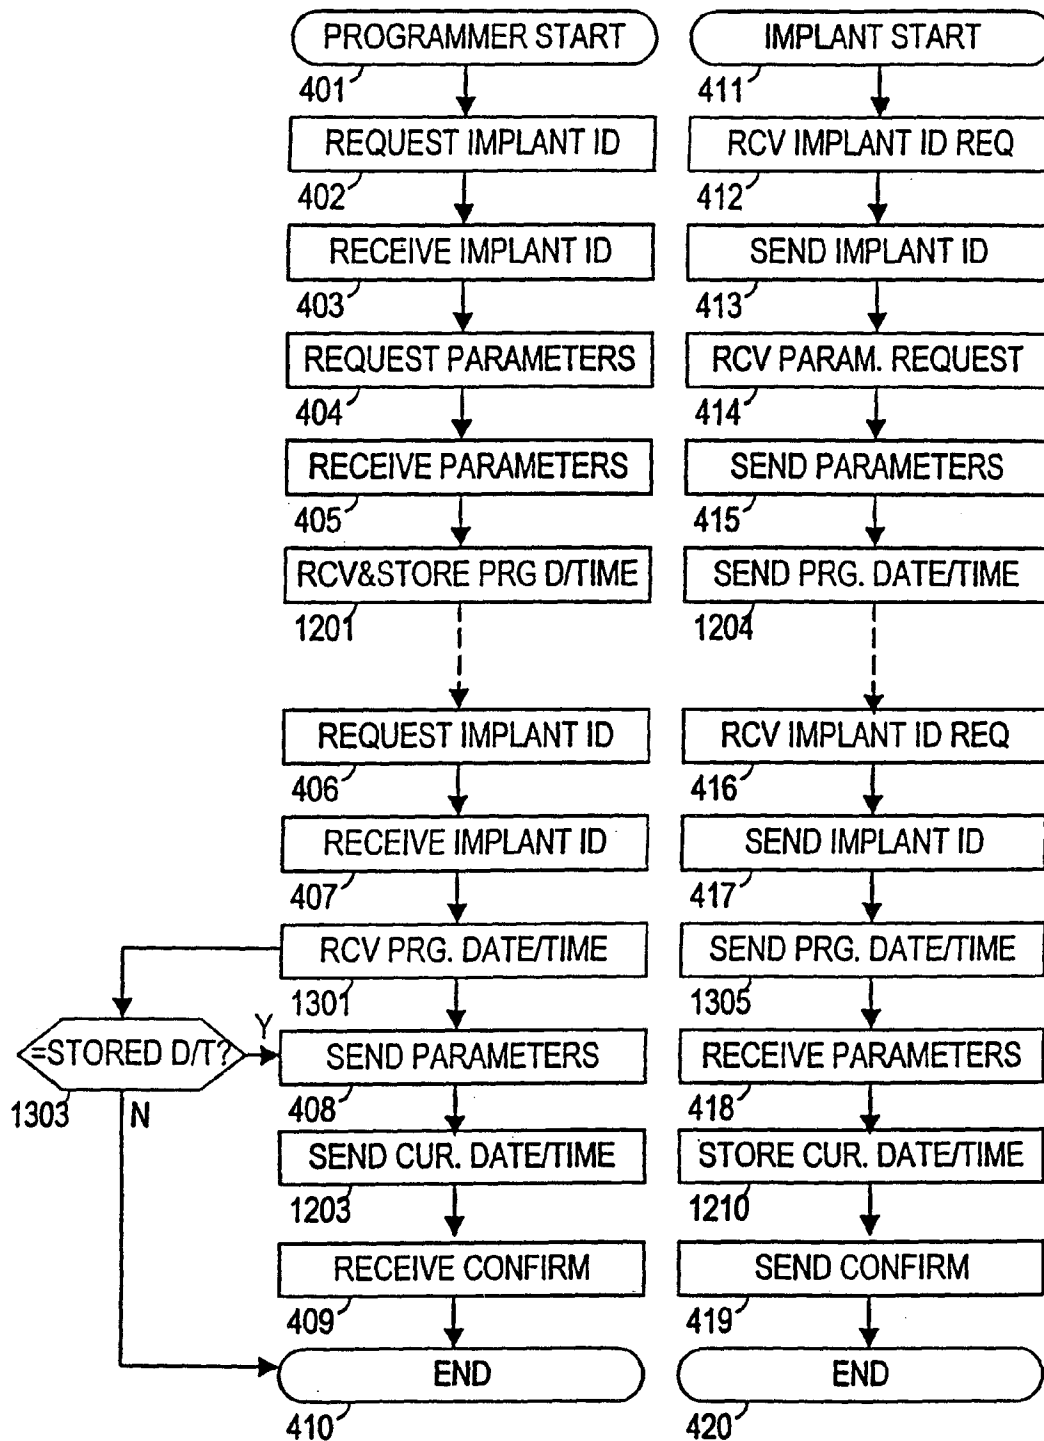 PROGRAMMER START
401
REQUEST IMPLANT ID
402
RECEIVE IMPLANT ID
403
REQUEST PARAMETERS
404
RECEIVE PARAMETERS
405
RCV&STORE PRG D/TIME
1201
REQUEST IMPLANT ID
406
RECEIVE IMPLANT ID
407
RCV PRG. DATE/TIME
1301
=STORED D/T?
1303
Y
N
SEND PARAMETERS
408
SEND CUR. DATE/TIME
1203
RECEIVE CONFIRM
409
END
410
IMPLANT START
411
RCV IMPLANT ID REQ
412
SEND IMPLANT ID
413
RCV PARAM. REQUEST
414
SEND PARAMETERS
415
SEND PRG. DATE/TIME
1204
RCV IMPLANT ID REQ
416
SEND IMPLANT ID
417
SEND PRG. DATE/TIME
1305
RECEIVE PARAMETERS
418
STORE CUR. DATE/TIME
1210
SEND CONFIRM
419
END
420